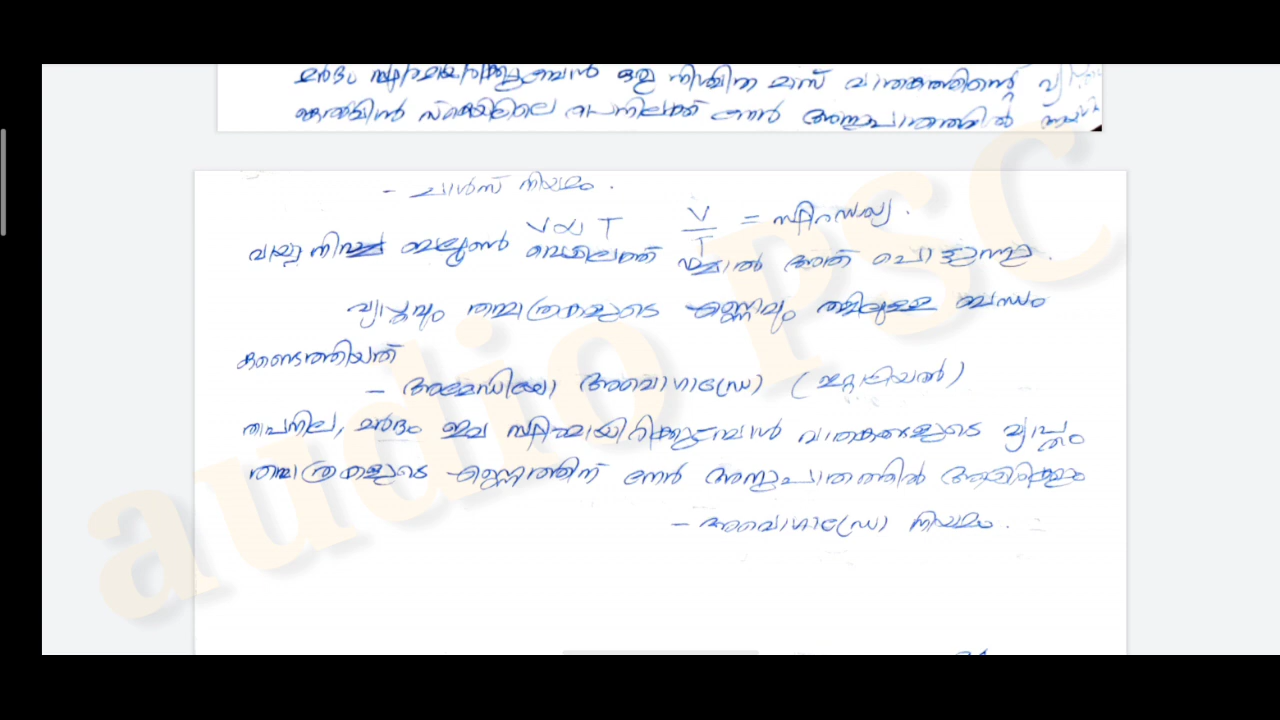 മർദം സ്ഥിരമായിരിക്കുമ്പോൾ ഒരു നിശ്ചിത മാസ് വാതകത്തിന്റെ വ്യ
കെൽവിൻ സ്കെയിലിലെ താപനിലക്ക് നേർ അനുപാതത്തിൽ
- ചാൾസ് നിയമം.
V∝ T V/T = സ്ഥിരസംഖ്യ.
ബലൂൺ വെയിലത്ത് വച്ചാൽ അത് പൊട്ടുന്നു.
വ്യാപ്തവും തന്മാത്രകളുടെ എണ്ണവും തമ്മിലുള്ള ബന്ധം
കണ്ടെത്തിയത്
- അമേഡിയോ അവൊഗാഡ്രോ (ഇറ്റാലിയൻ)
താപനില, മർദം ഇവ സ്ഥിരമായിരിക്കുമ്പോൾ വാതകങ്ങളുടെ വ്യാപ്തം
തന്മാത്രകളുടെ എണ്ണത്തിന് നേർ അനുപാതത്തിൽ ആയിരിക്കും
- അവൊഗാഡ്രോ നിയമം.
audio PSC